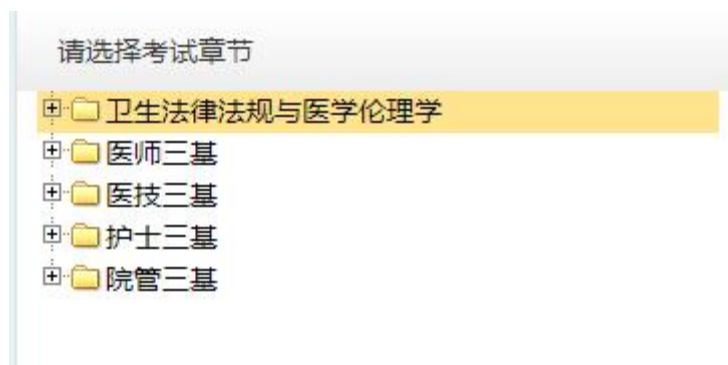 请选择考试章节
卫生法律法规与医学伦理学
医师三基
医技三基
护士三基
院管三基